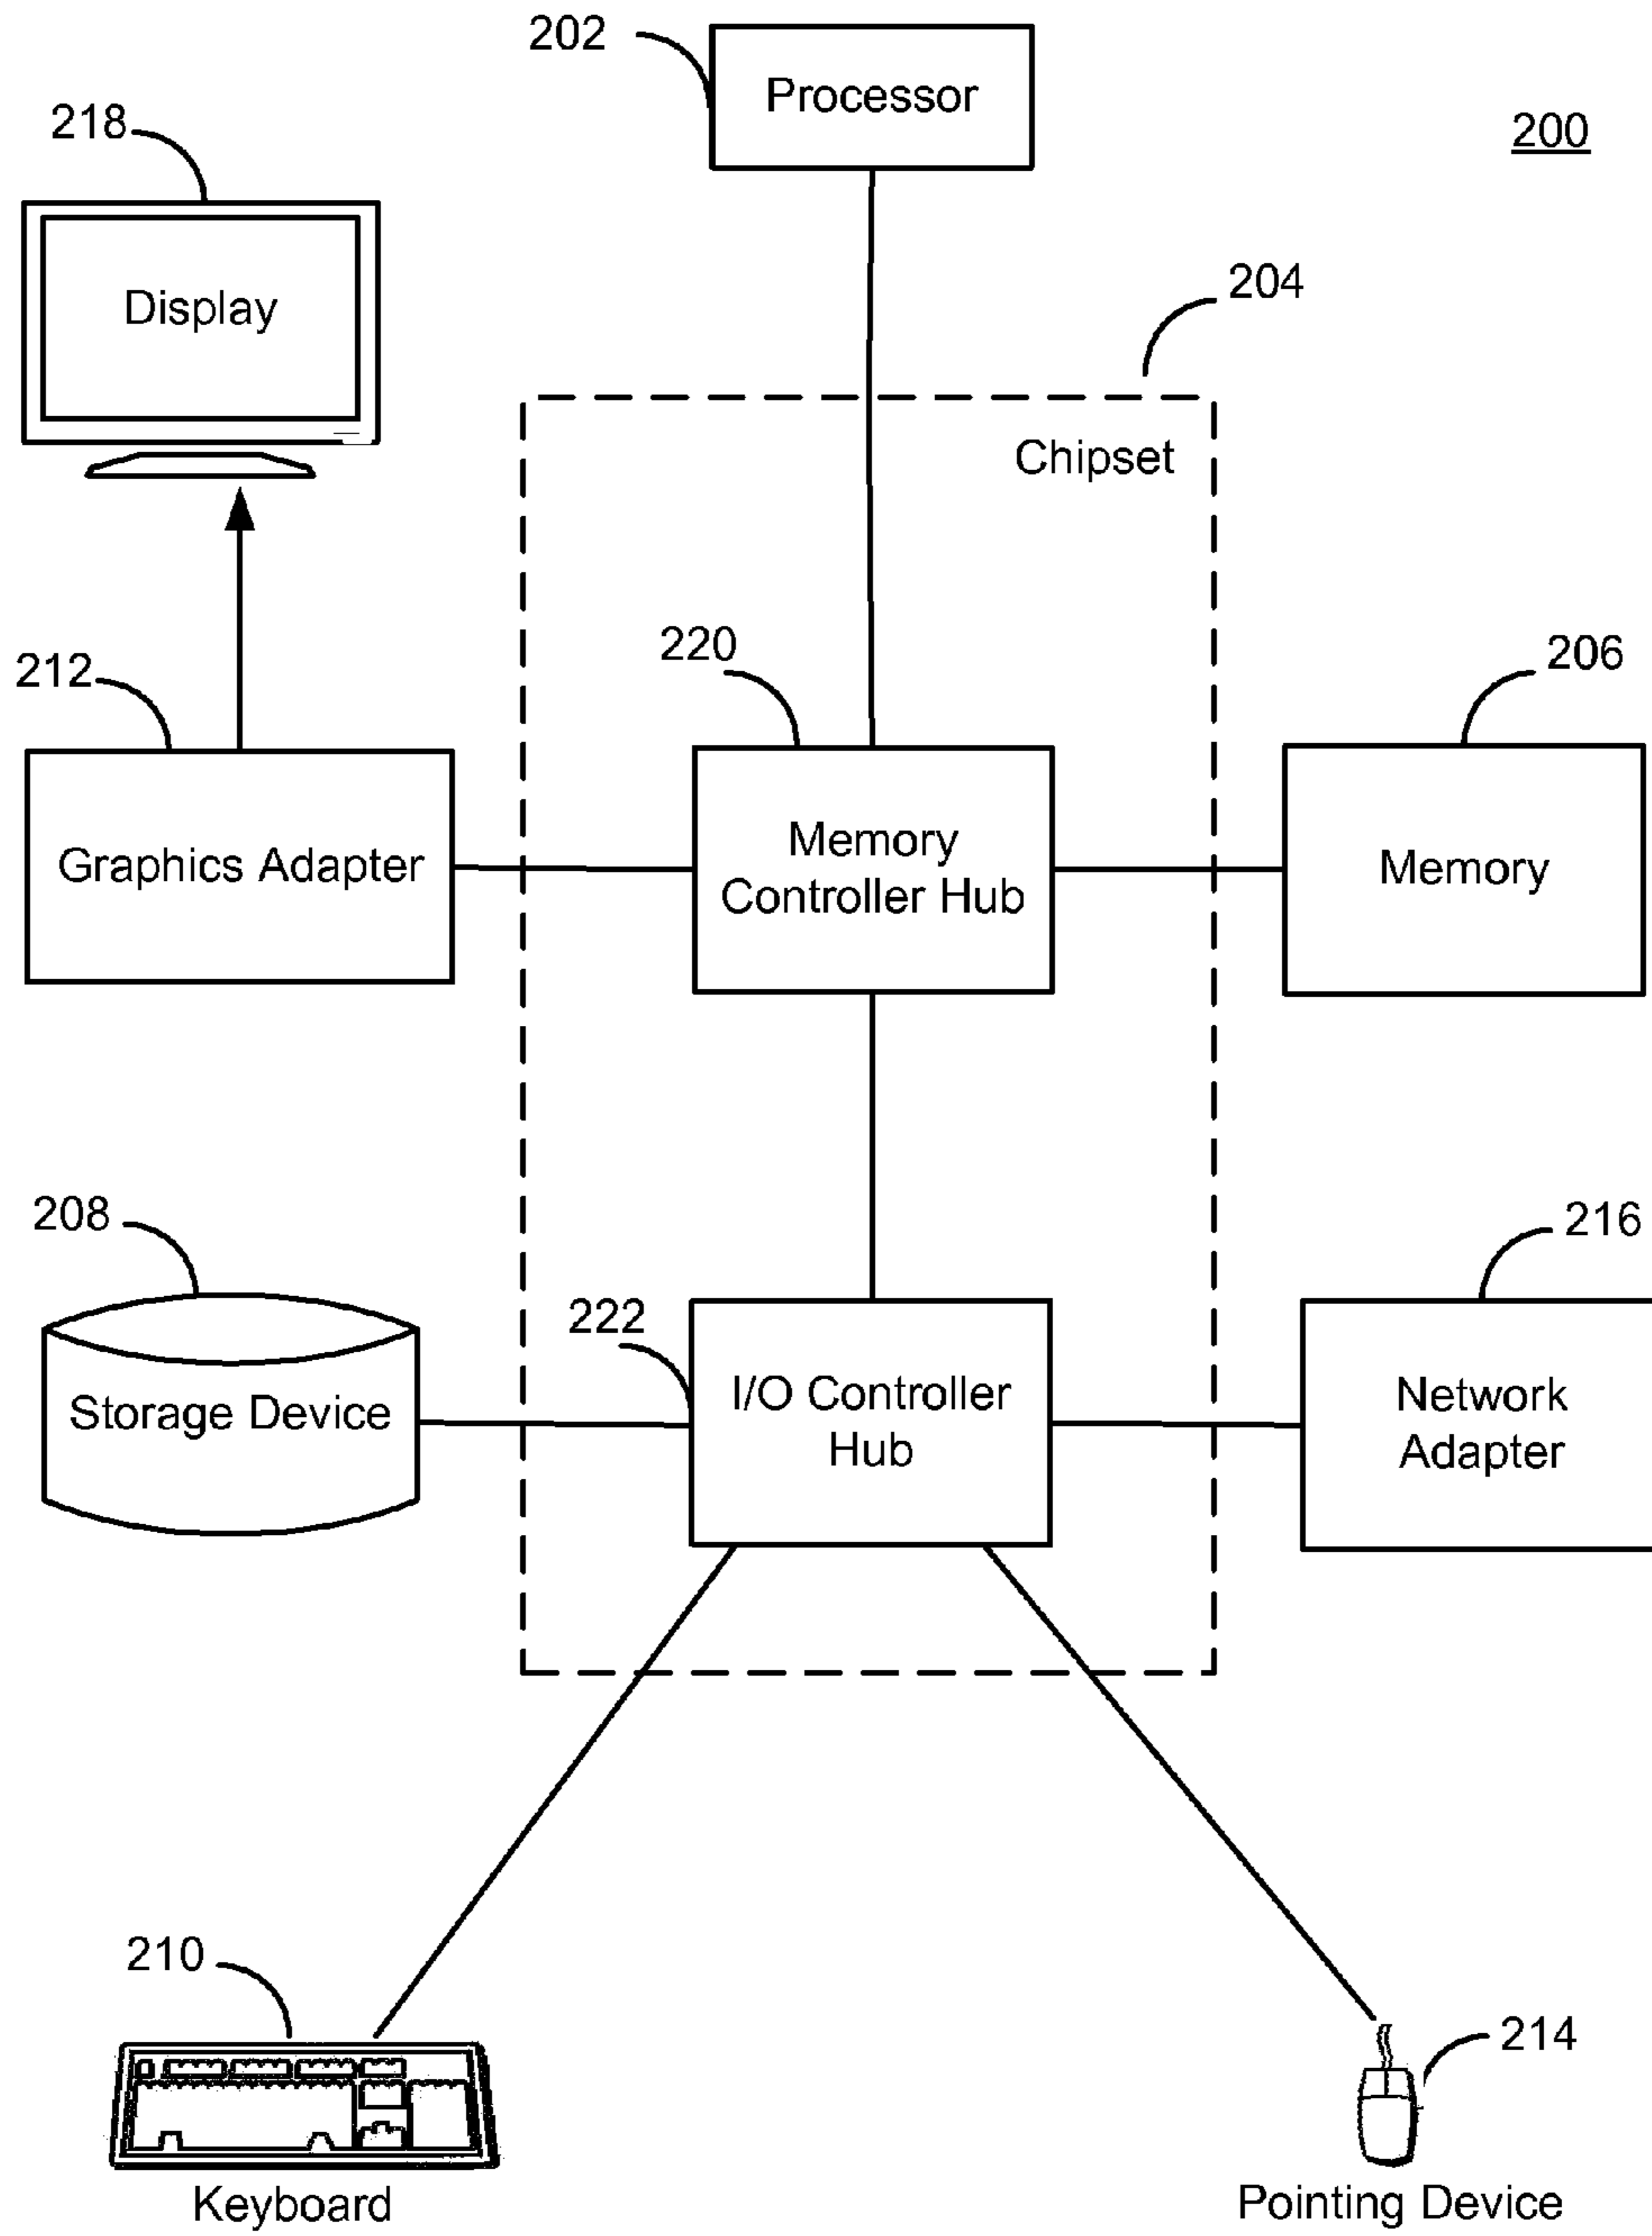 202
Processor
218
200
Display
204
Chipset
220
206
212
Memory
Controller Hub
Graphics Adapter
Memory
208
216
222
I/O Controller
Hub
Storage Device
Network
Adapter
210
214
Keyboard
Pointing Device